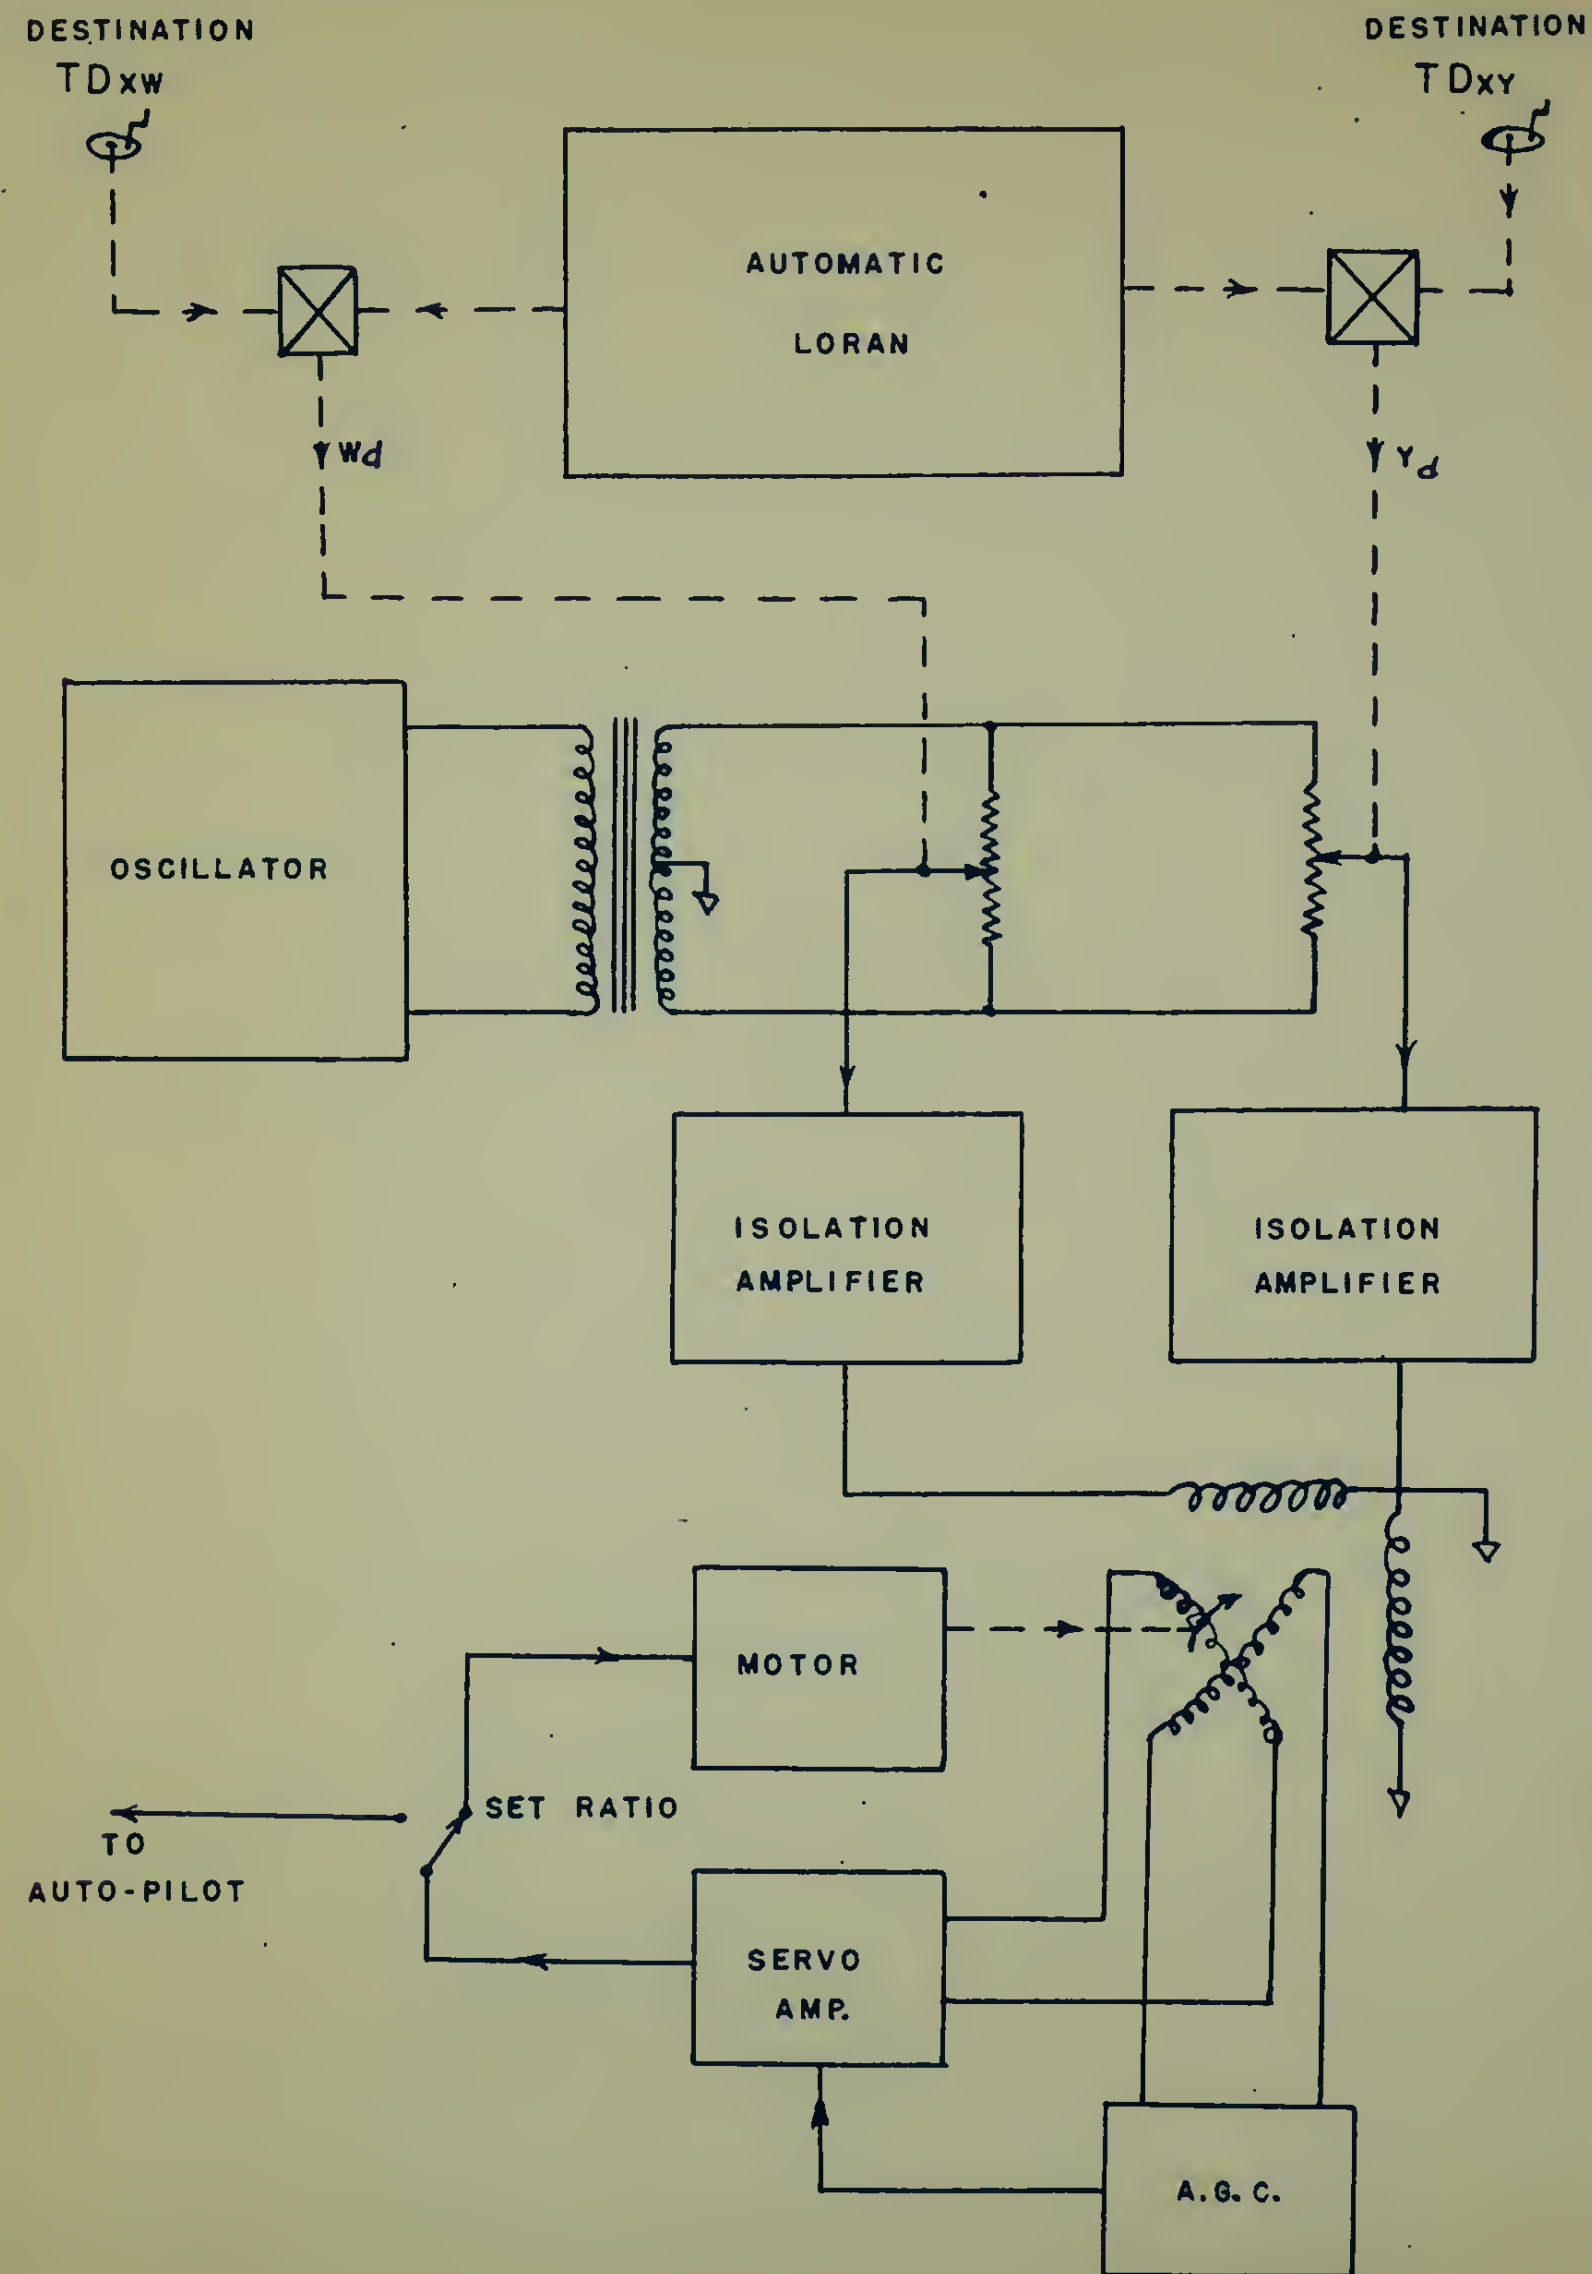 DESTINATION
TDXW
DESTINATION
TDXY
AUTOMATIC
LORAN
Wd
Yd
OSCILLATOR
ISOLATION
AMPLIFIER
ISOLATION
AMPLIFIER
MOTOR
SET RATIO
TO
AUTO-PILOT
SERVO
AMP.
A.G.C.